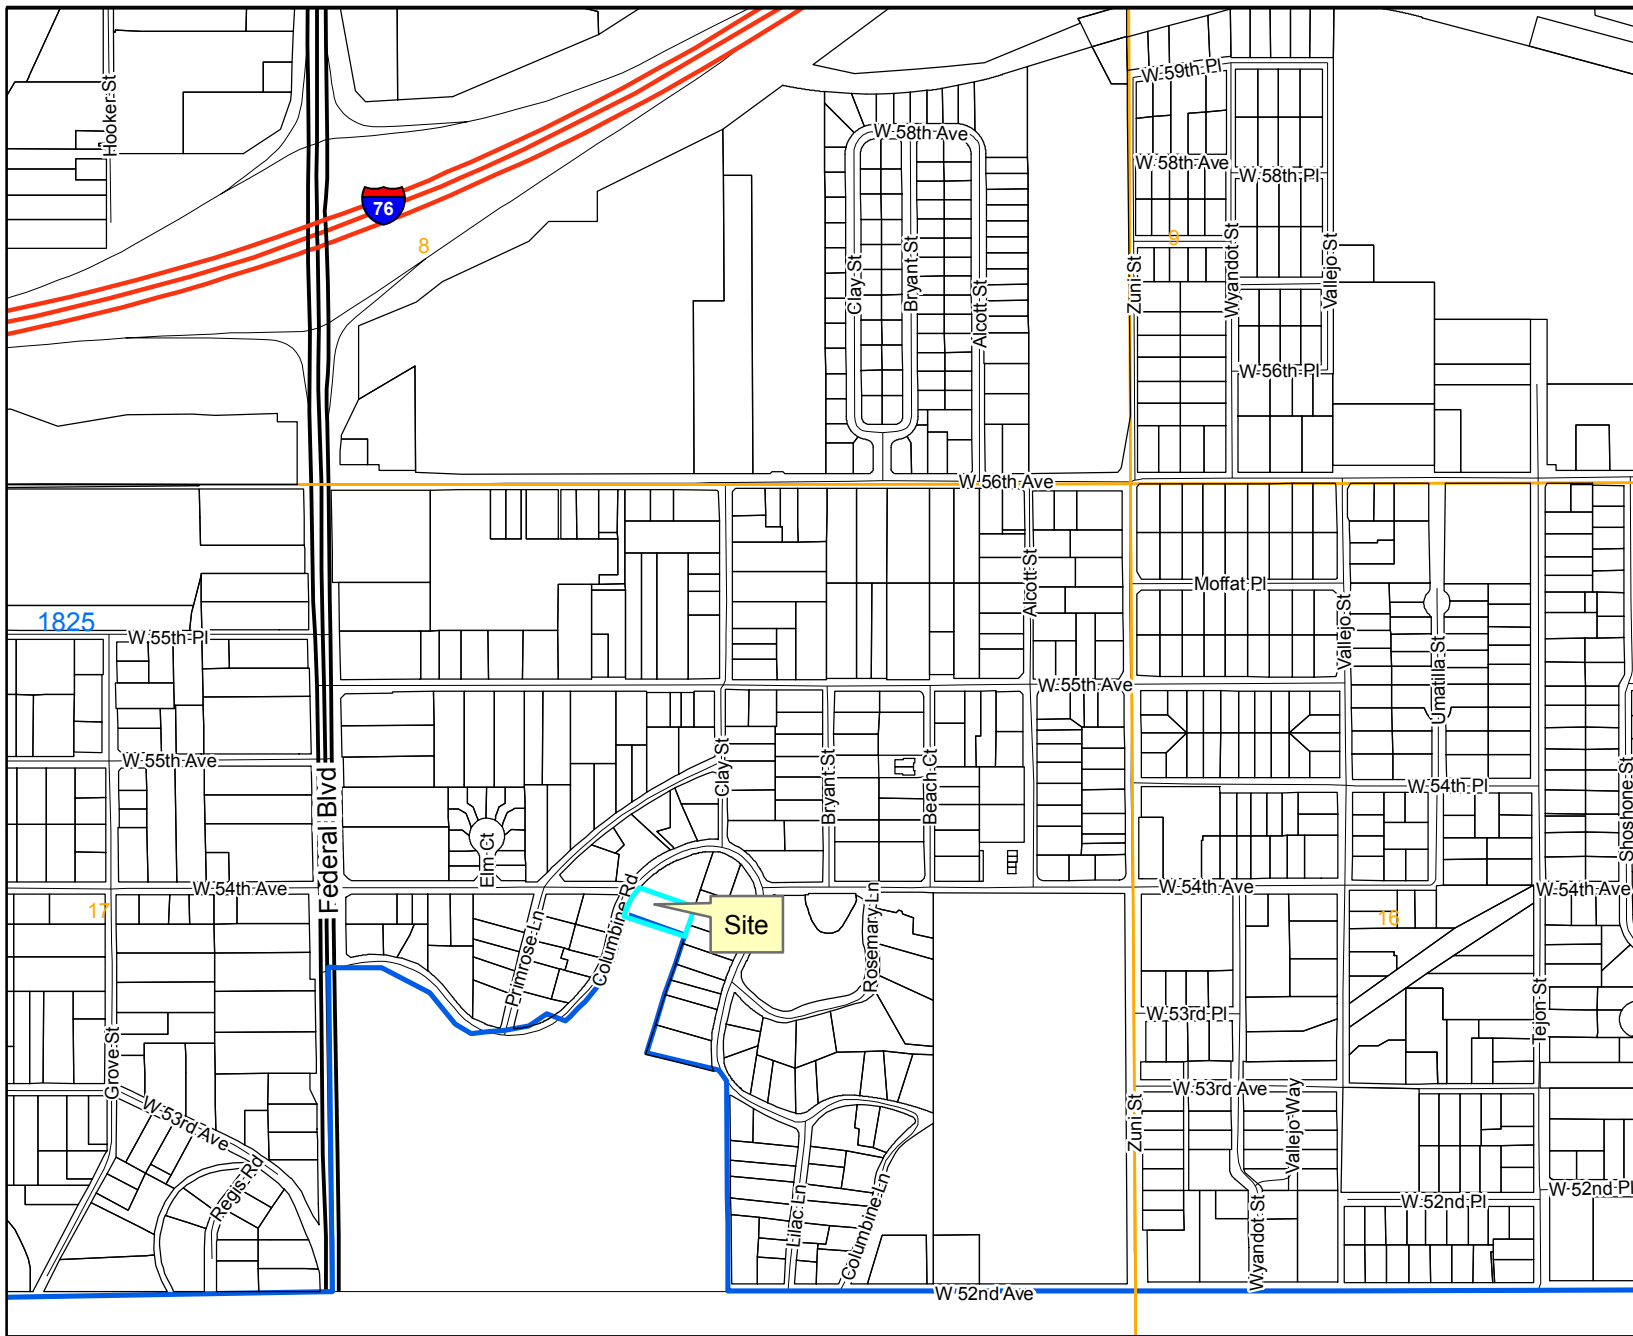 W 59th Pl
Hooker St
W 58th Ave
W 58th Ave
W 58th Pl
76
8
9
Clay St
Bryant St
Alcott St
Zuni St
Wyandot St
Vallejo St
W 56th Pl
W 56th Ave
Alcott St
Moffat Pl
1825
W 55th Pl
Vallejo St
Umatilla St
W 55th Ave
W 55th Ave
Clay St
Bryant St
Beach Ct
W 54th Pl
Shoshone St
Federal Blvd
Elm Ct
W 54th Ave
W 54th Ave
W 54th Ave
17
16
Site
Columbine Rd
Primrose Ln
Rosemary Ln
W 53rd Pl
Tejon St
Grove St
W 53rd Ave
W 53rd Ave
Zuni St
Vallejo Way
Regis Rd
W 52nd Pl
W 52nd Pl
Lilac Ln
Columbine Ln
Wyandot St
W 52nd Ave